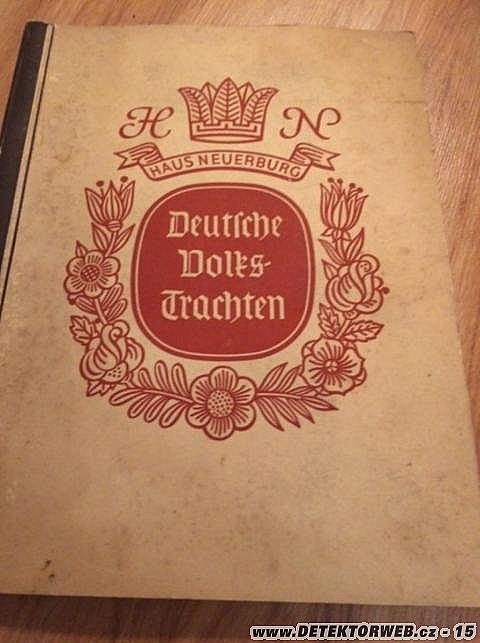 H N
HAUS NEUERBURG
Deutſche
Volks-
Trachten
www.DETEKTORWEB.cz - 15